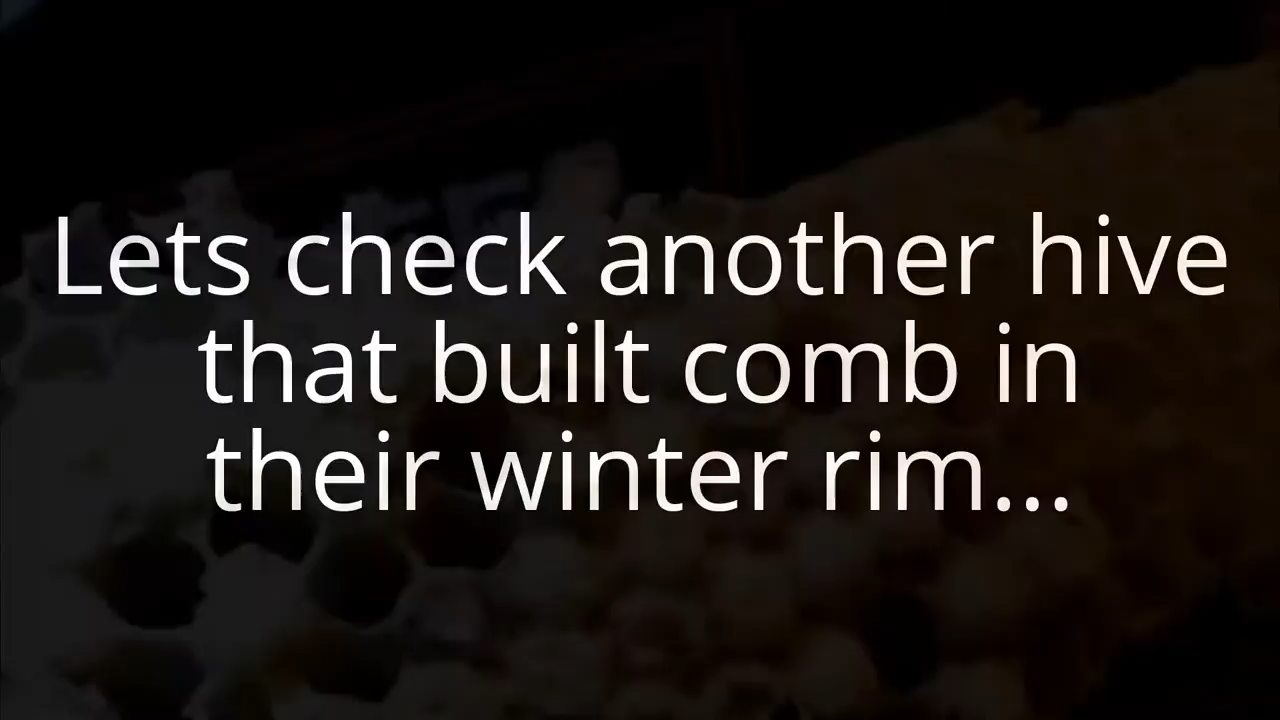 Lets check another hive
that built comb in
their winter rim...